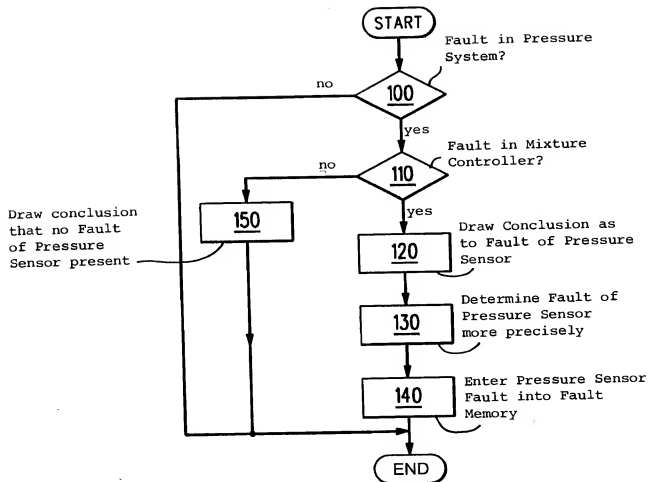 START
Fault in Pressure
System?
no
100
yes
Fault in Mixture
Controller?
no
110
yes
Draw conclusion
that no Fault
of Pressure
Sensor present
150
120
Draw Conclusion as
to Fault of Pressure
Sensor
130
Determine Fault of
Pressure Sensor
more precisely
140
Enter Pressure Sensor
Fault into Fault
Memory
END